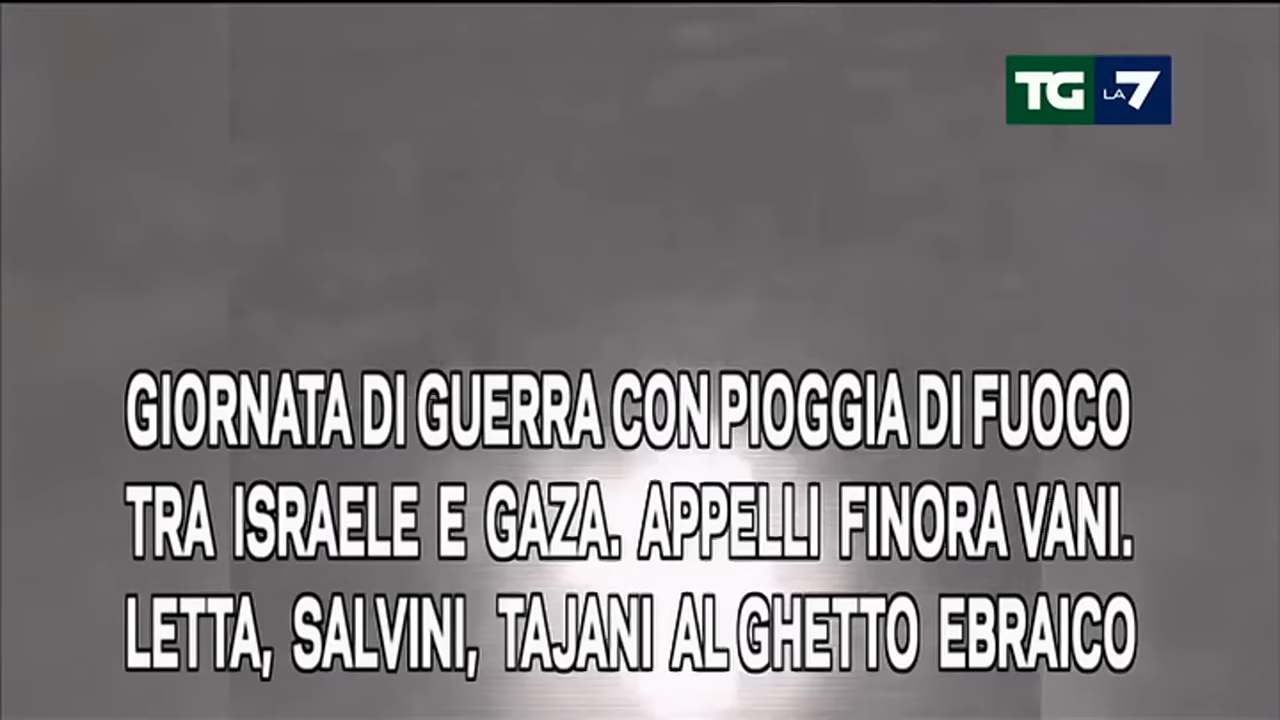 TG LA7
GIORNATA DI GUERRA CON PIOGGIA DI FUOCO
TRA ISRAELE E GAZA. APPELLI FINORA VANI.
LETTA, SALVINI, TAJANI AL GHETTO EBRAICO